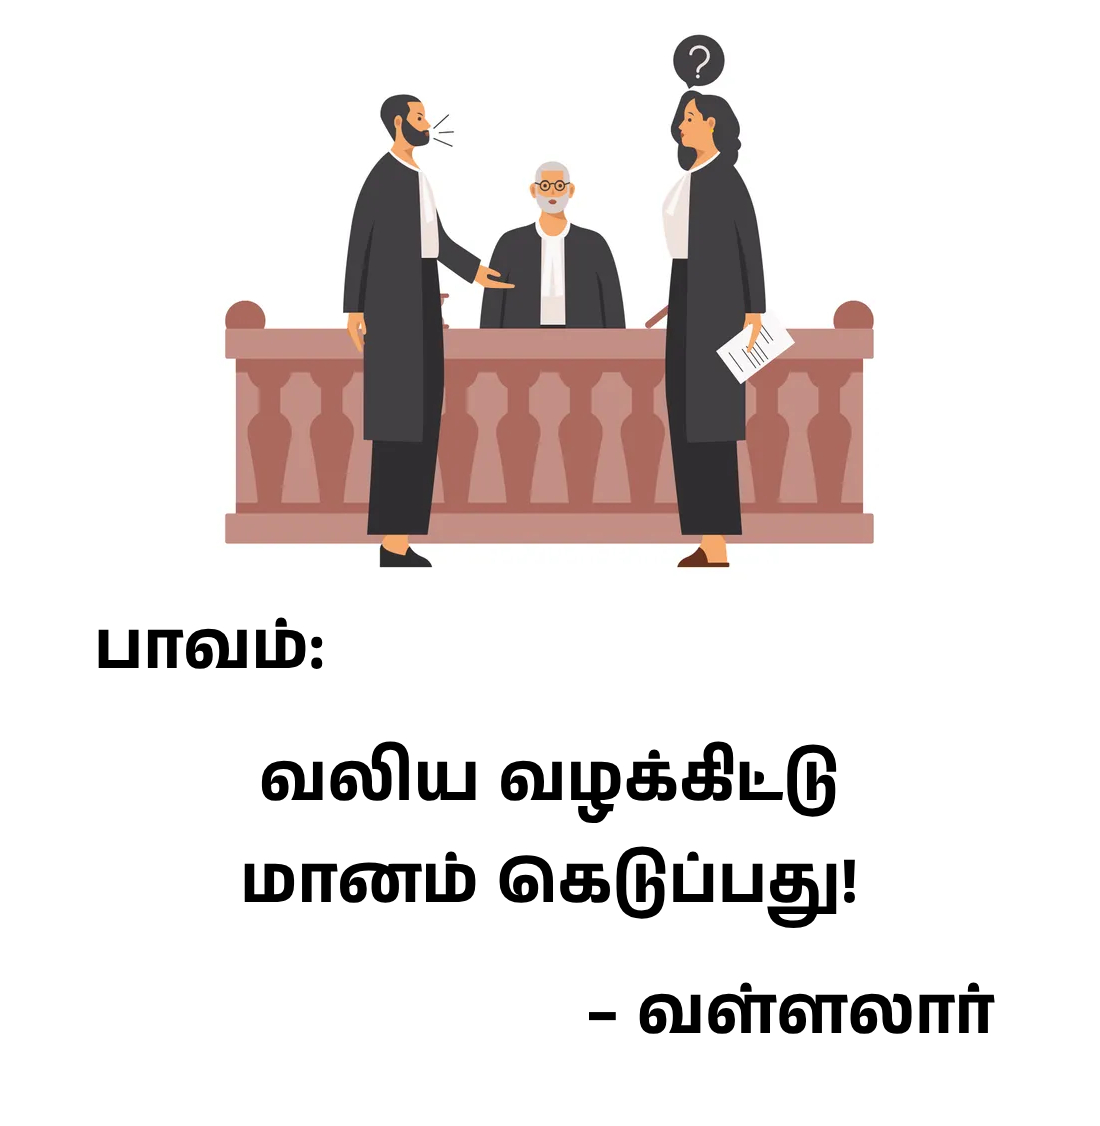 ?
பாவம்:
வலிய வழக்கிட்டு
மானம் கெடுப்பது!
– வள்ளலார்